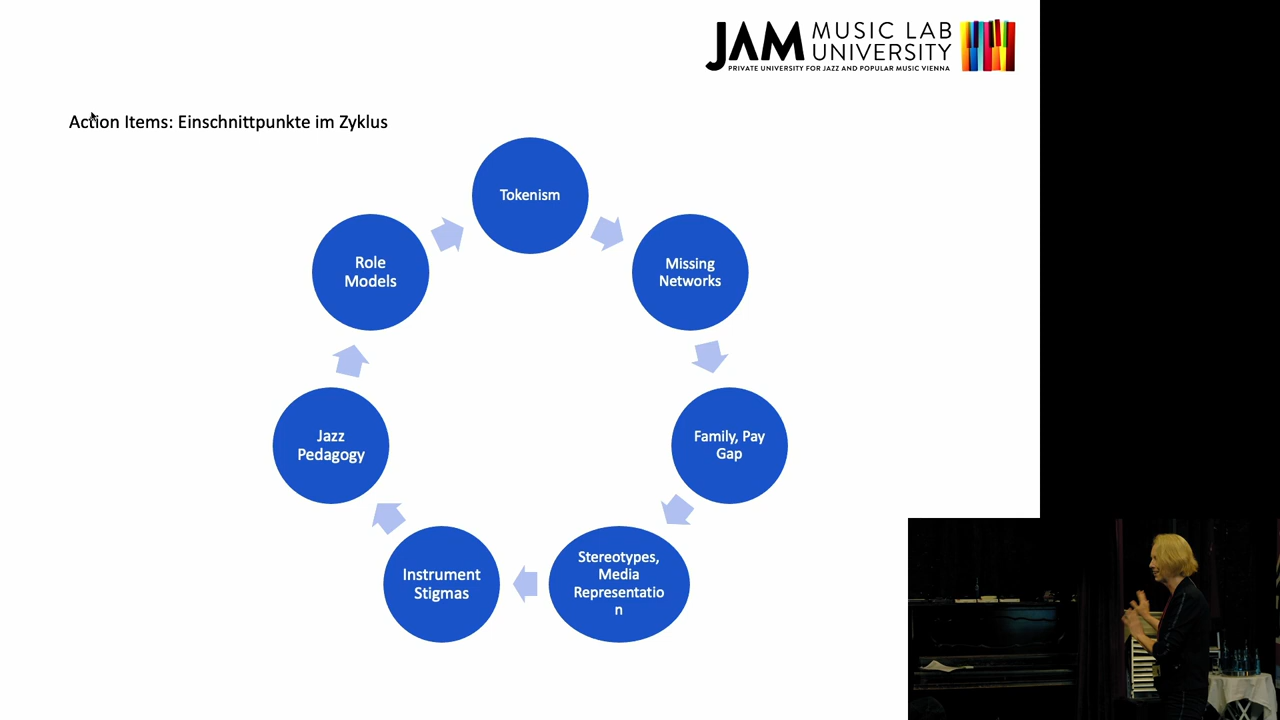 JAM MUSIC LAB
UNIVERSITY
PRIVATE UNIVERSITY FOR JAZZ AND POPULAR MUSIC VIENNA
Action Items: Einschnittpunkte im Zyklus
Tokenism
Missing
Networks
Family, Pay
Gap
Stereotypes,
Media
Representatio
n
Instrument
Stigmas
Jazz
Pedagogy
Role
Models